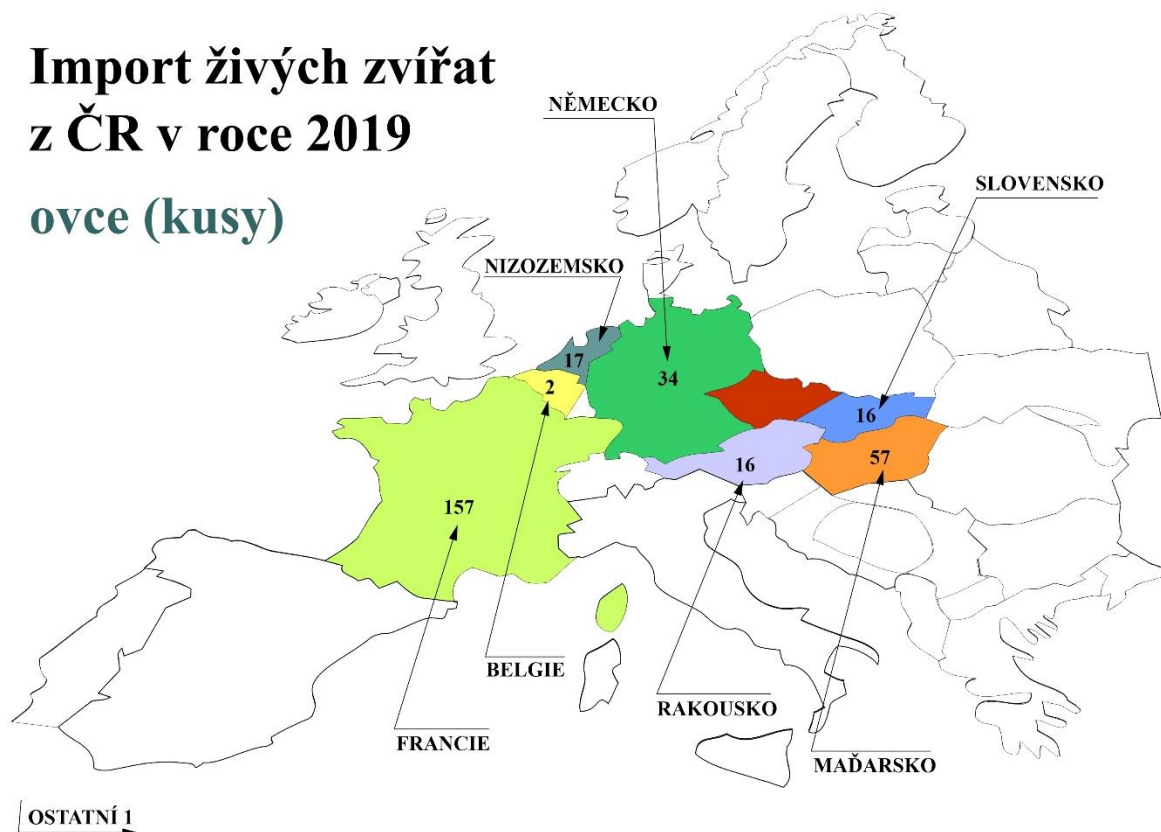 Import živých zvířat
z ČR v roce 2019
ovce (kusy)
NĚMECKO
SLOVENSKO
NIZOZEMSKO
17
2
34
16
16
57
157
BELGIE
RAKOUSKO
FRANCIE
MAĎARSKO
OSTATNÍ 1